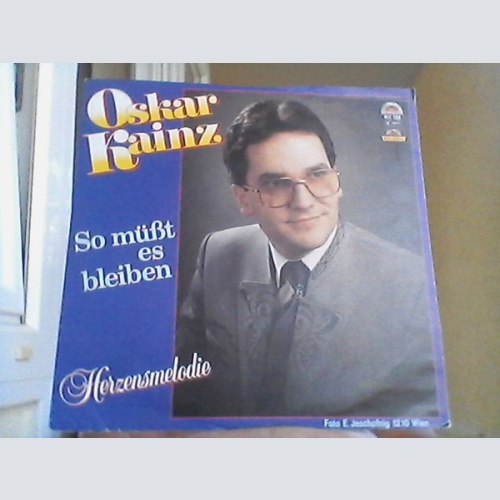 Oskar
Kainz
So müßt
es
bleiben
Herzensmelodie
Foto E. Jeschofnig 1210 Wien